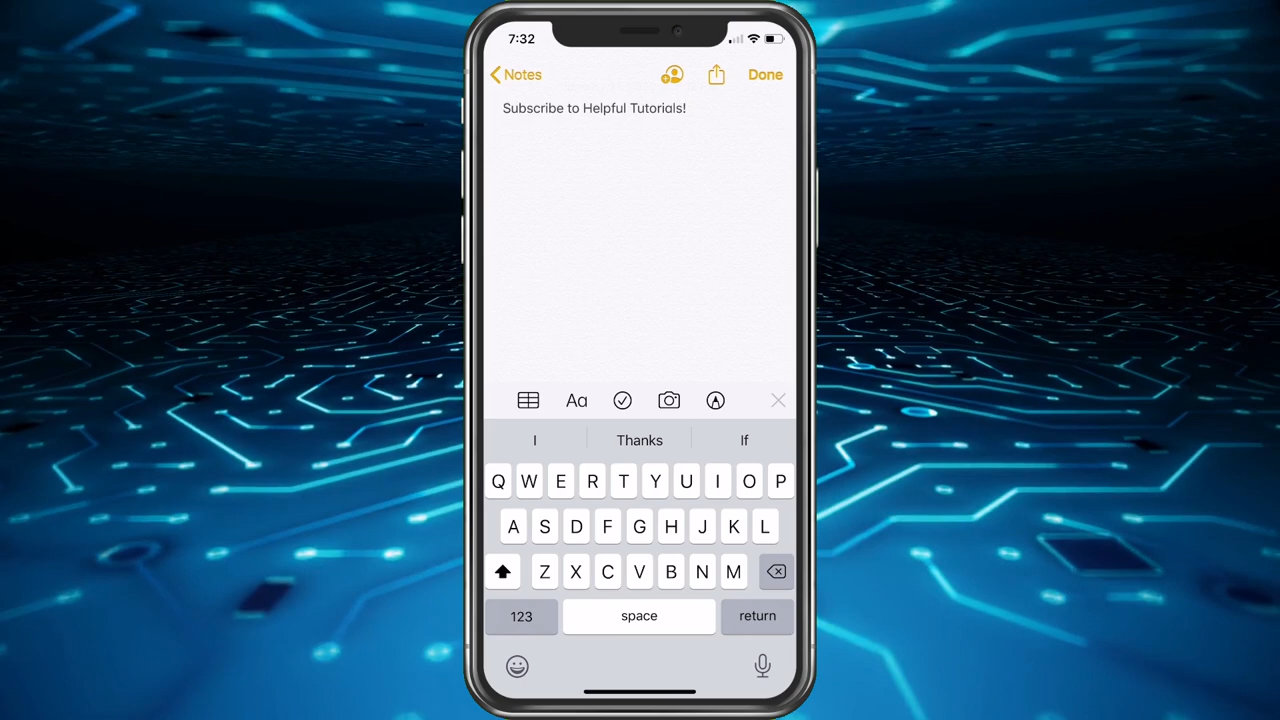 7:32
Notes
Done
Subscribe to Helpful Tutorials!
Aa
I Thanks If
Q W E R T Y U I O P
A S D F G H J K L
Z X C V B N M
123 space return